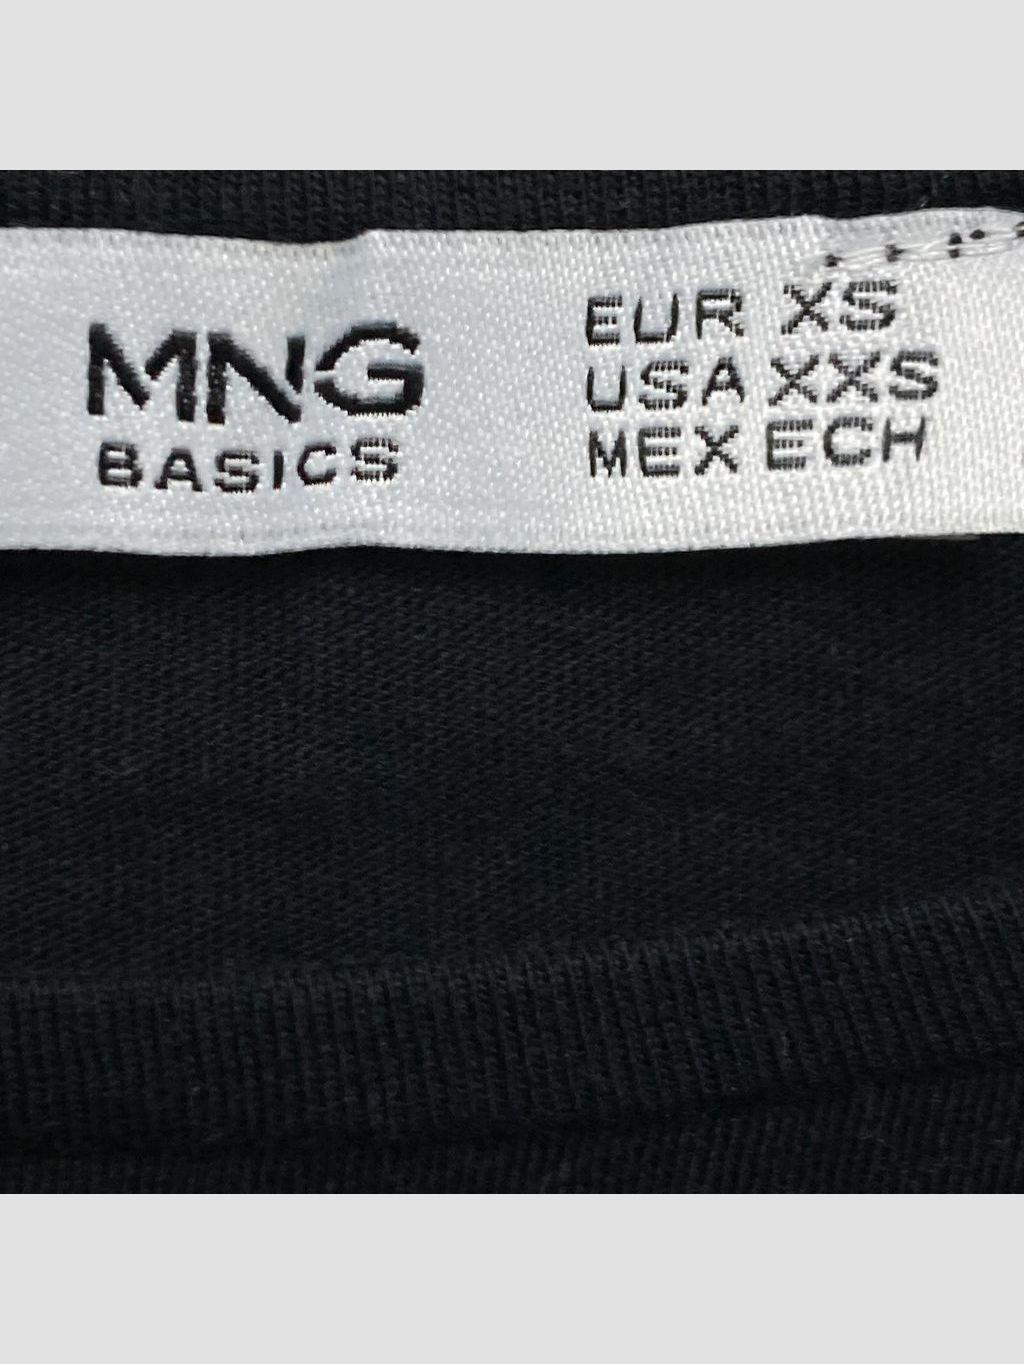 MNG
BASICS
EUR XS
USA XXS
MEX ECH